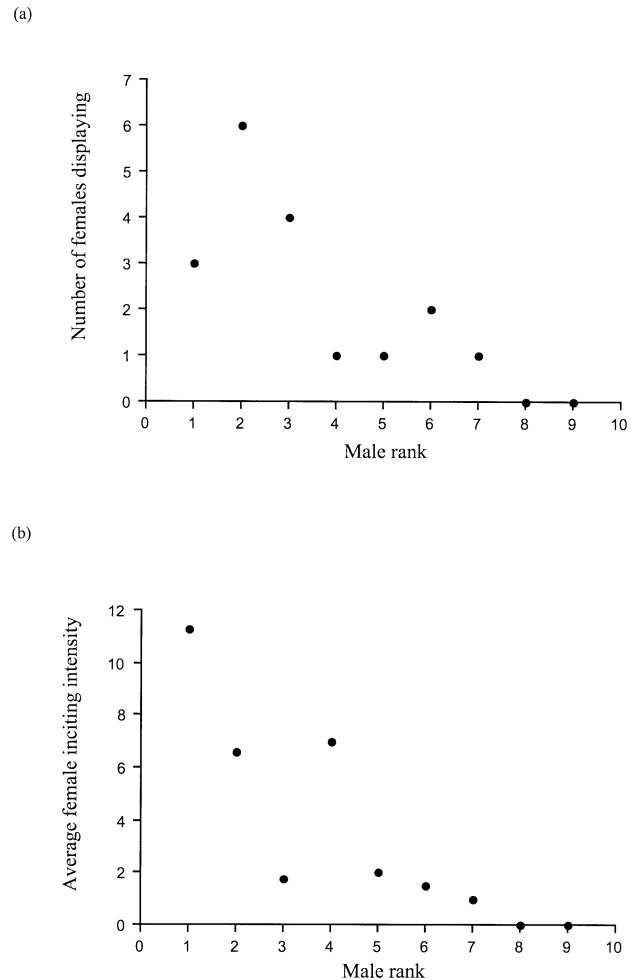 (a)
Number of females displaying
7
6
5
4
3
2
1
0
0 1 2 3 4 5 6 7 8 9 10
Male rank
(b)
Average female inciting intensity
12
10
8
6
4
2
0
0 1 2 3 4 5 6 7 8 9 10
Male rank